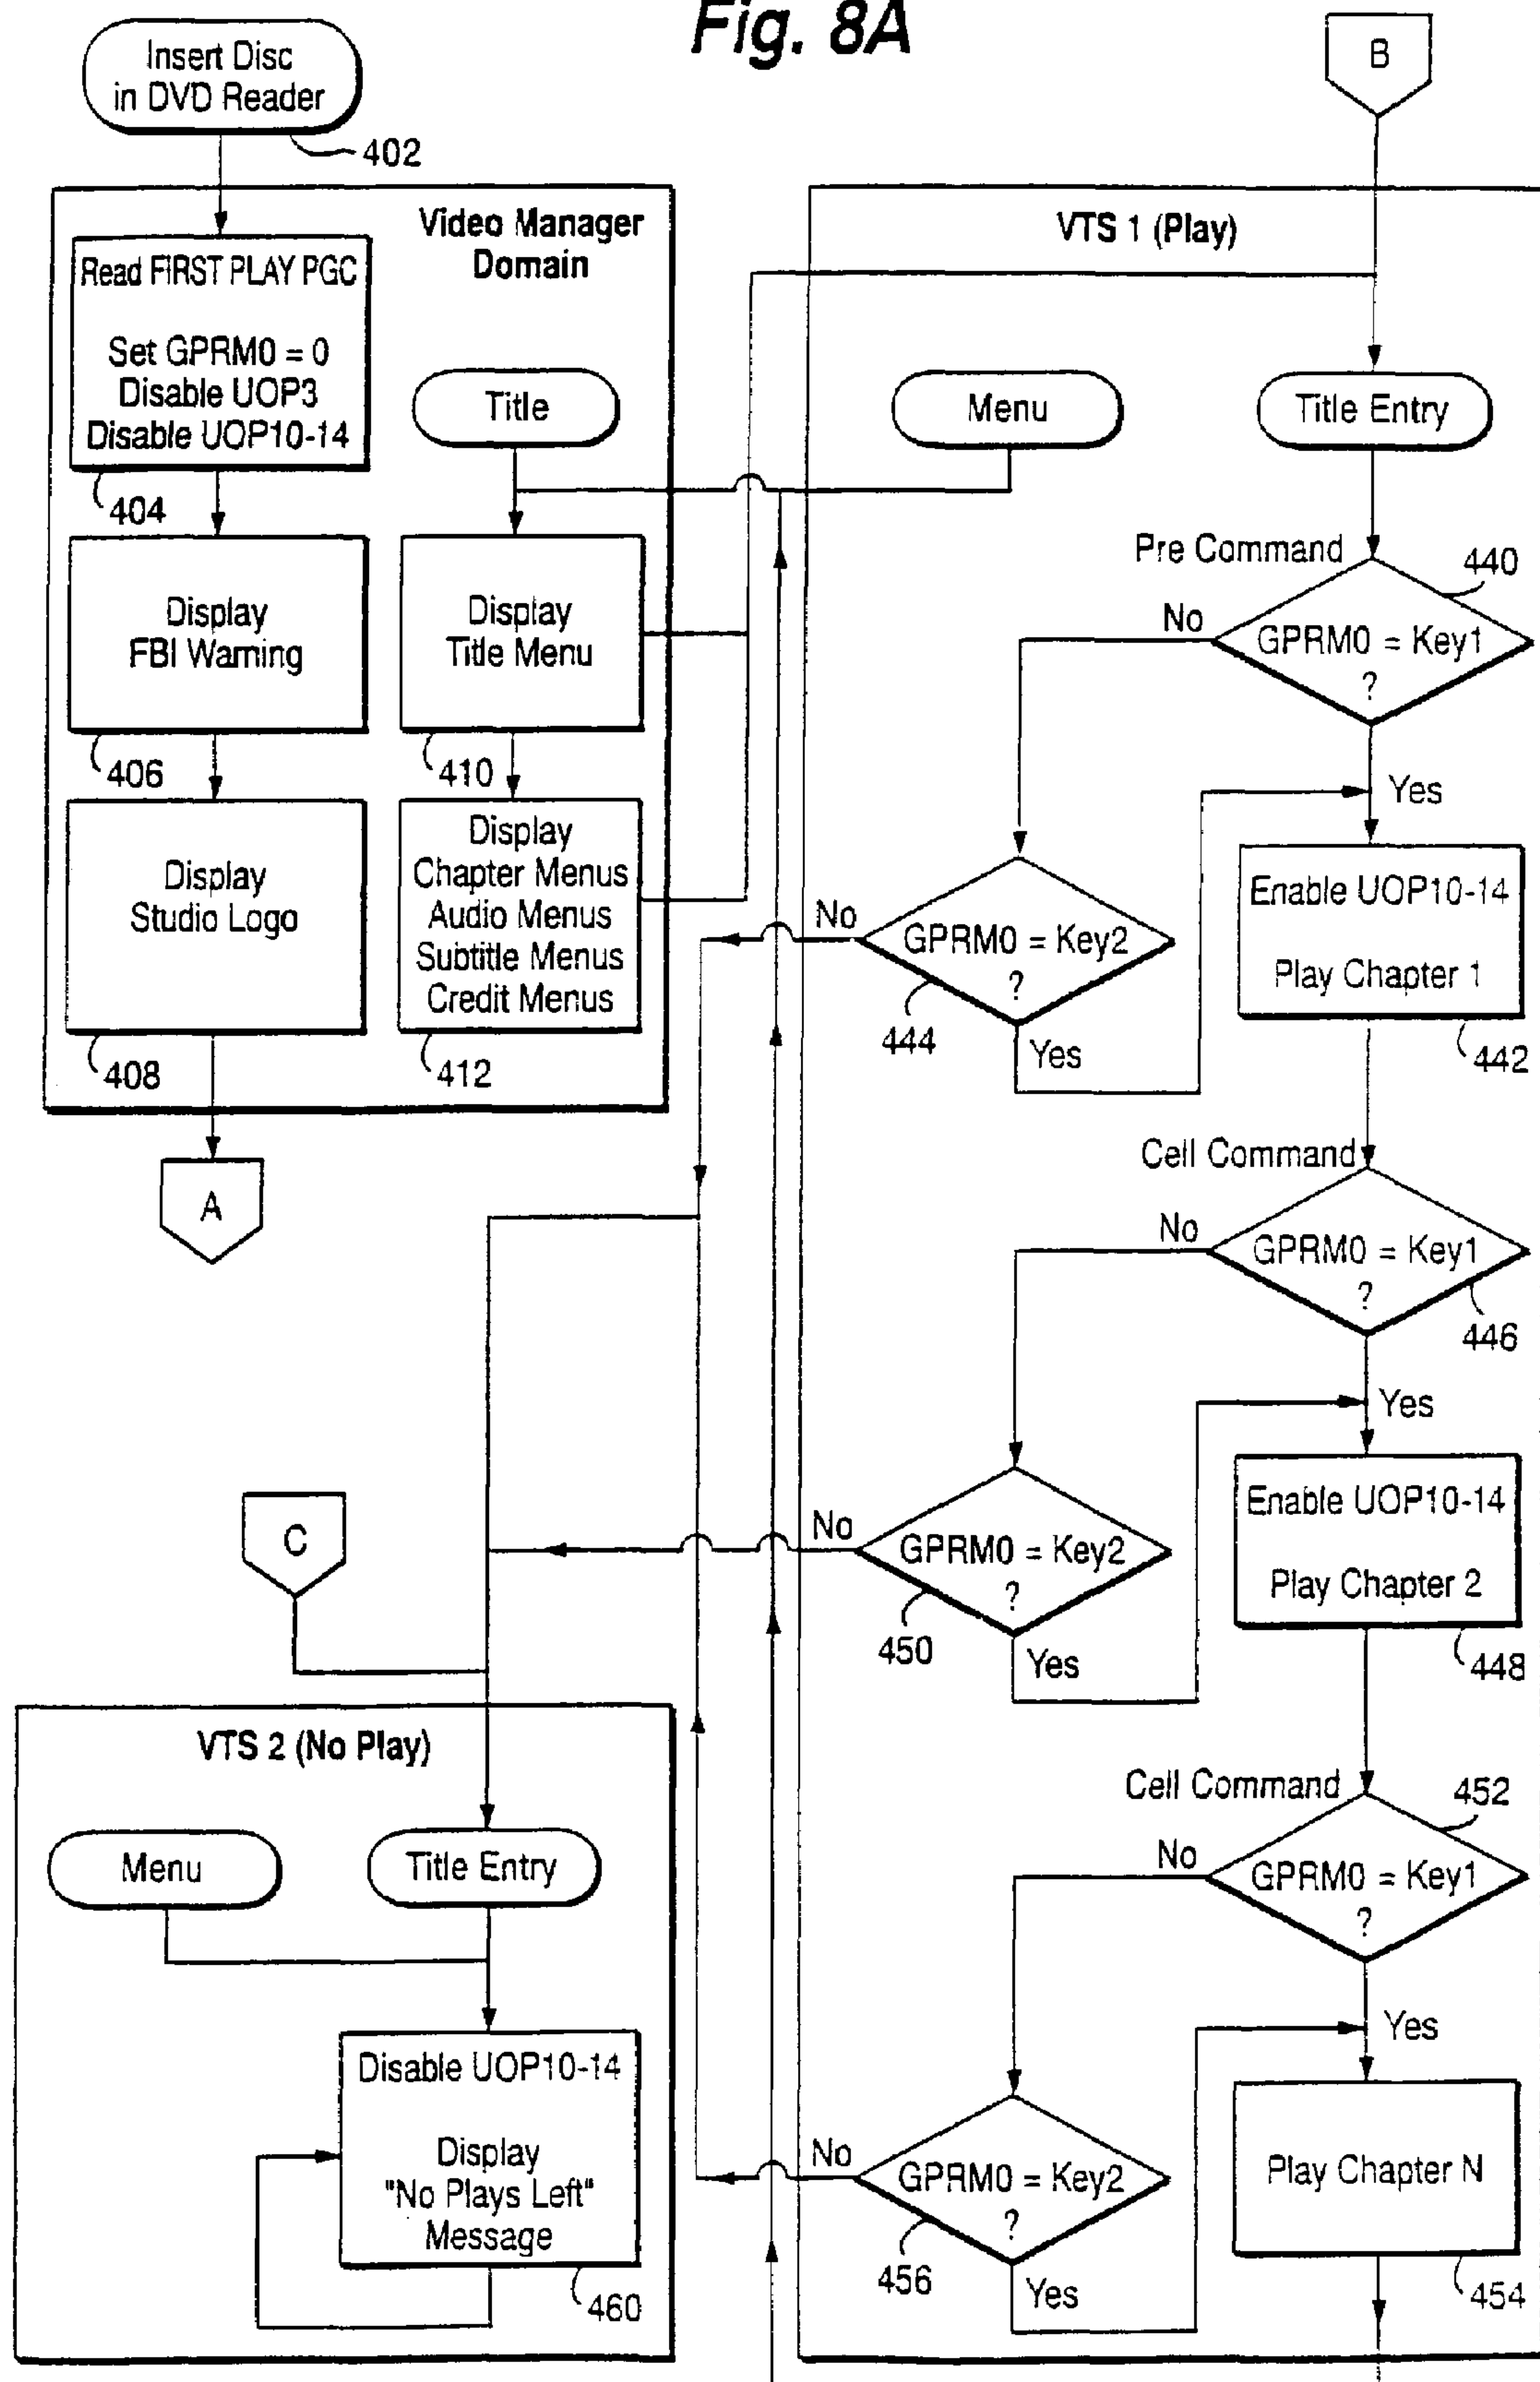 Fig. 8A
Insert Disc
in DVD Reader
402
Video Manager
Domain
Read FIRST PLAY PGC
Set GPRM0 = 0
Disable UOP3
Disable UOP10-14
404
Display
FBI Warning
406
Display
Studio Logo
408
A
Title
Display
Title Menu
410
Display
Chapter Menus
Audio Menus
Subtitle Menus
Credit Menus
412
B
VTS 1 (Play)
Menu
Title Entry
Pre Command
440
GPRM0 = Key1
?
No
Yes
GPRM0 = Key2
?
No
444
Yes
Enable UOP10-14
Play Chapter 1
442
Cell Command
GPRM0 = Key1
?
446
No
Yes
GPRM0 = Key2
?
No
450
Yes
Enable UOP10-14
Play Chapter 2
448
Cell Command
452
GPRM0 = Key1
?
No
Yes
GPRM0 = Key2
?
No
456
Yes
Play Chapter N
454
C
VTS 2 (No Play)
Menu
Title Entry
Disable UOP10-14
Display
"No Plays Left"
Message
460